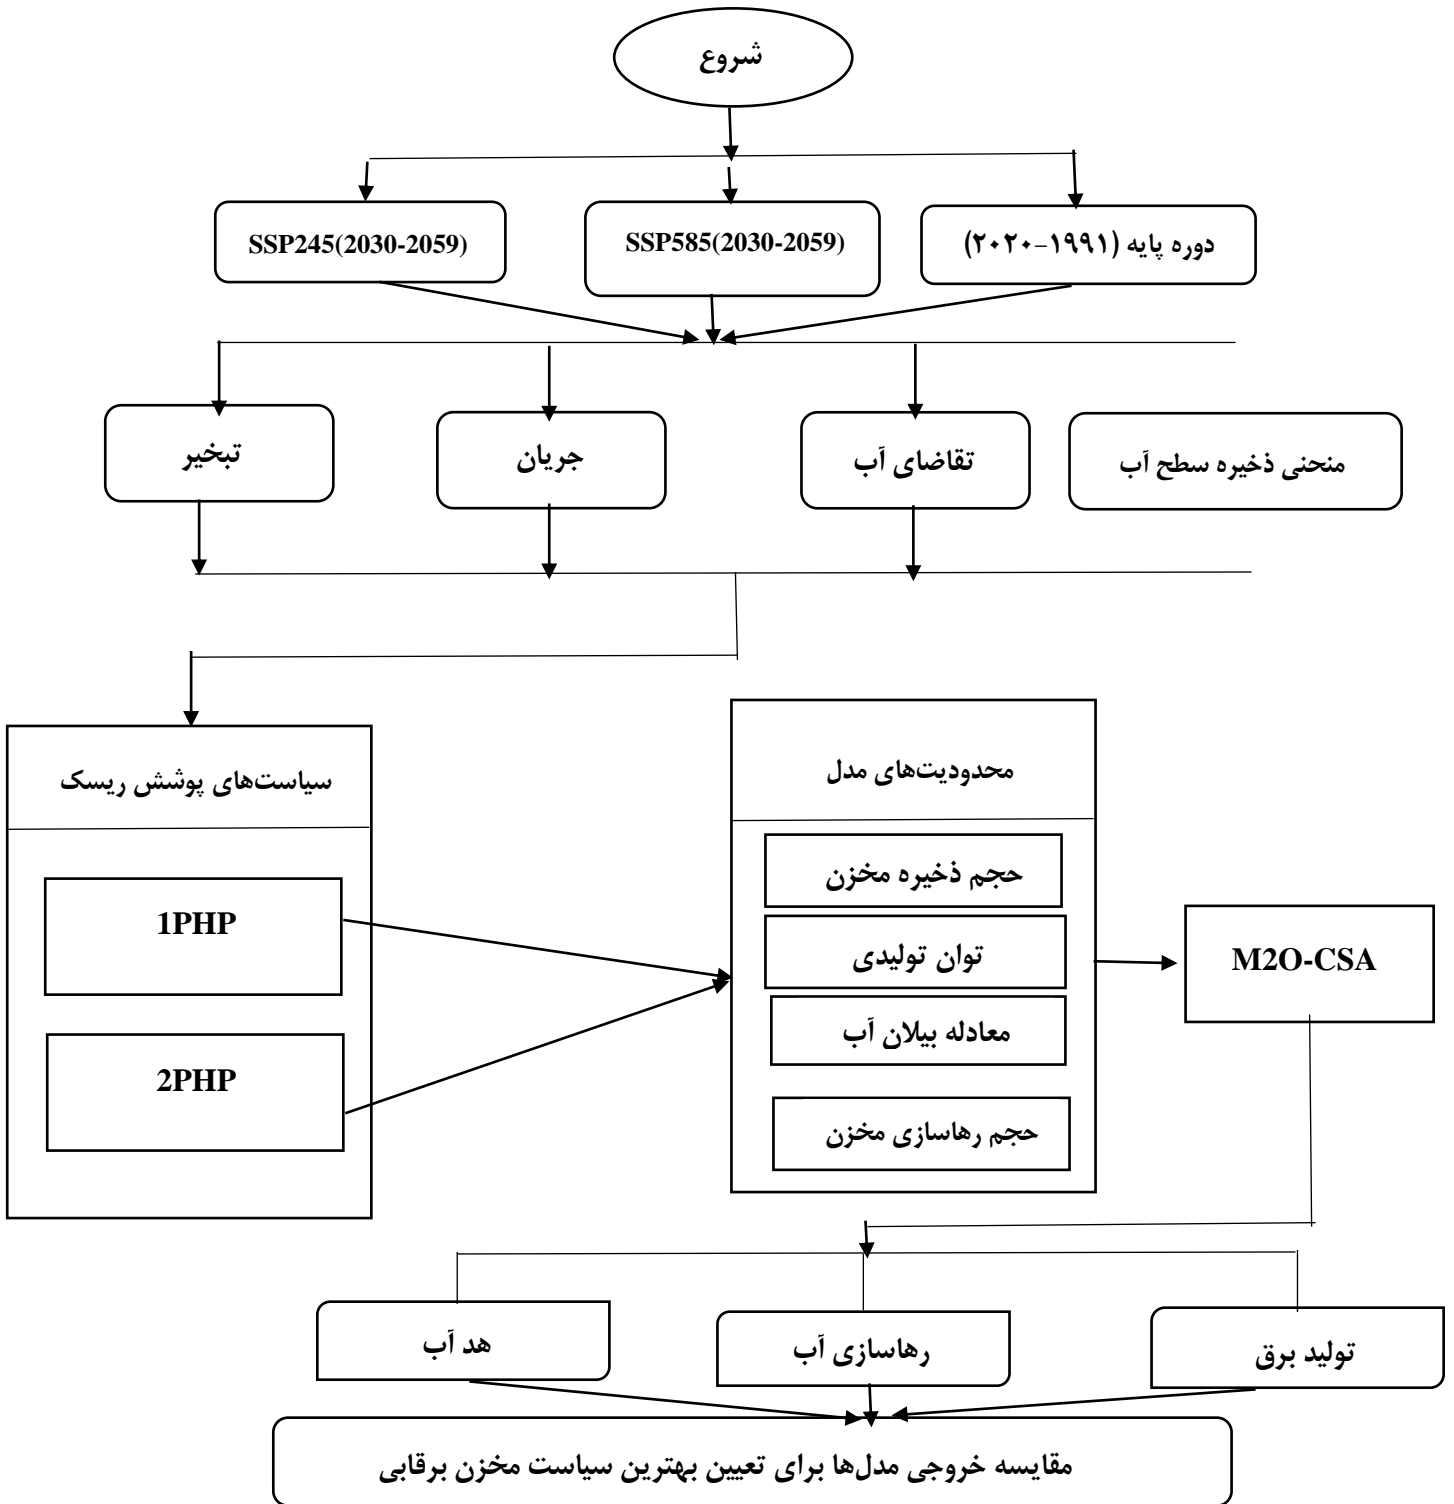 شروع
دوره پایه (۱۹۹۱-۲۰۲۰)
SSP585(2030-2059)
SSP245(2030-2059)
منحنی ذخیره سطح آب
تقاضای آب
جریان
تبخیر
سیاست‌های پوشش ریسک
1PHP
2PHP
محدودیت‌های مدل
حجم ذخیره مخزن
توان تولیدی
معادله بیلان آب
حجم رهاسازی مخزن
M2O-CSA
تولید برق
رهاسازی آب
هد آب
مقایسه خروجی مدل‌ها برای تعیین بهترین سیاست مخزن برقابی